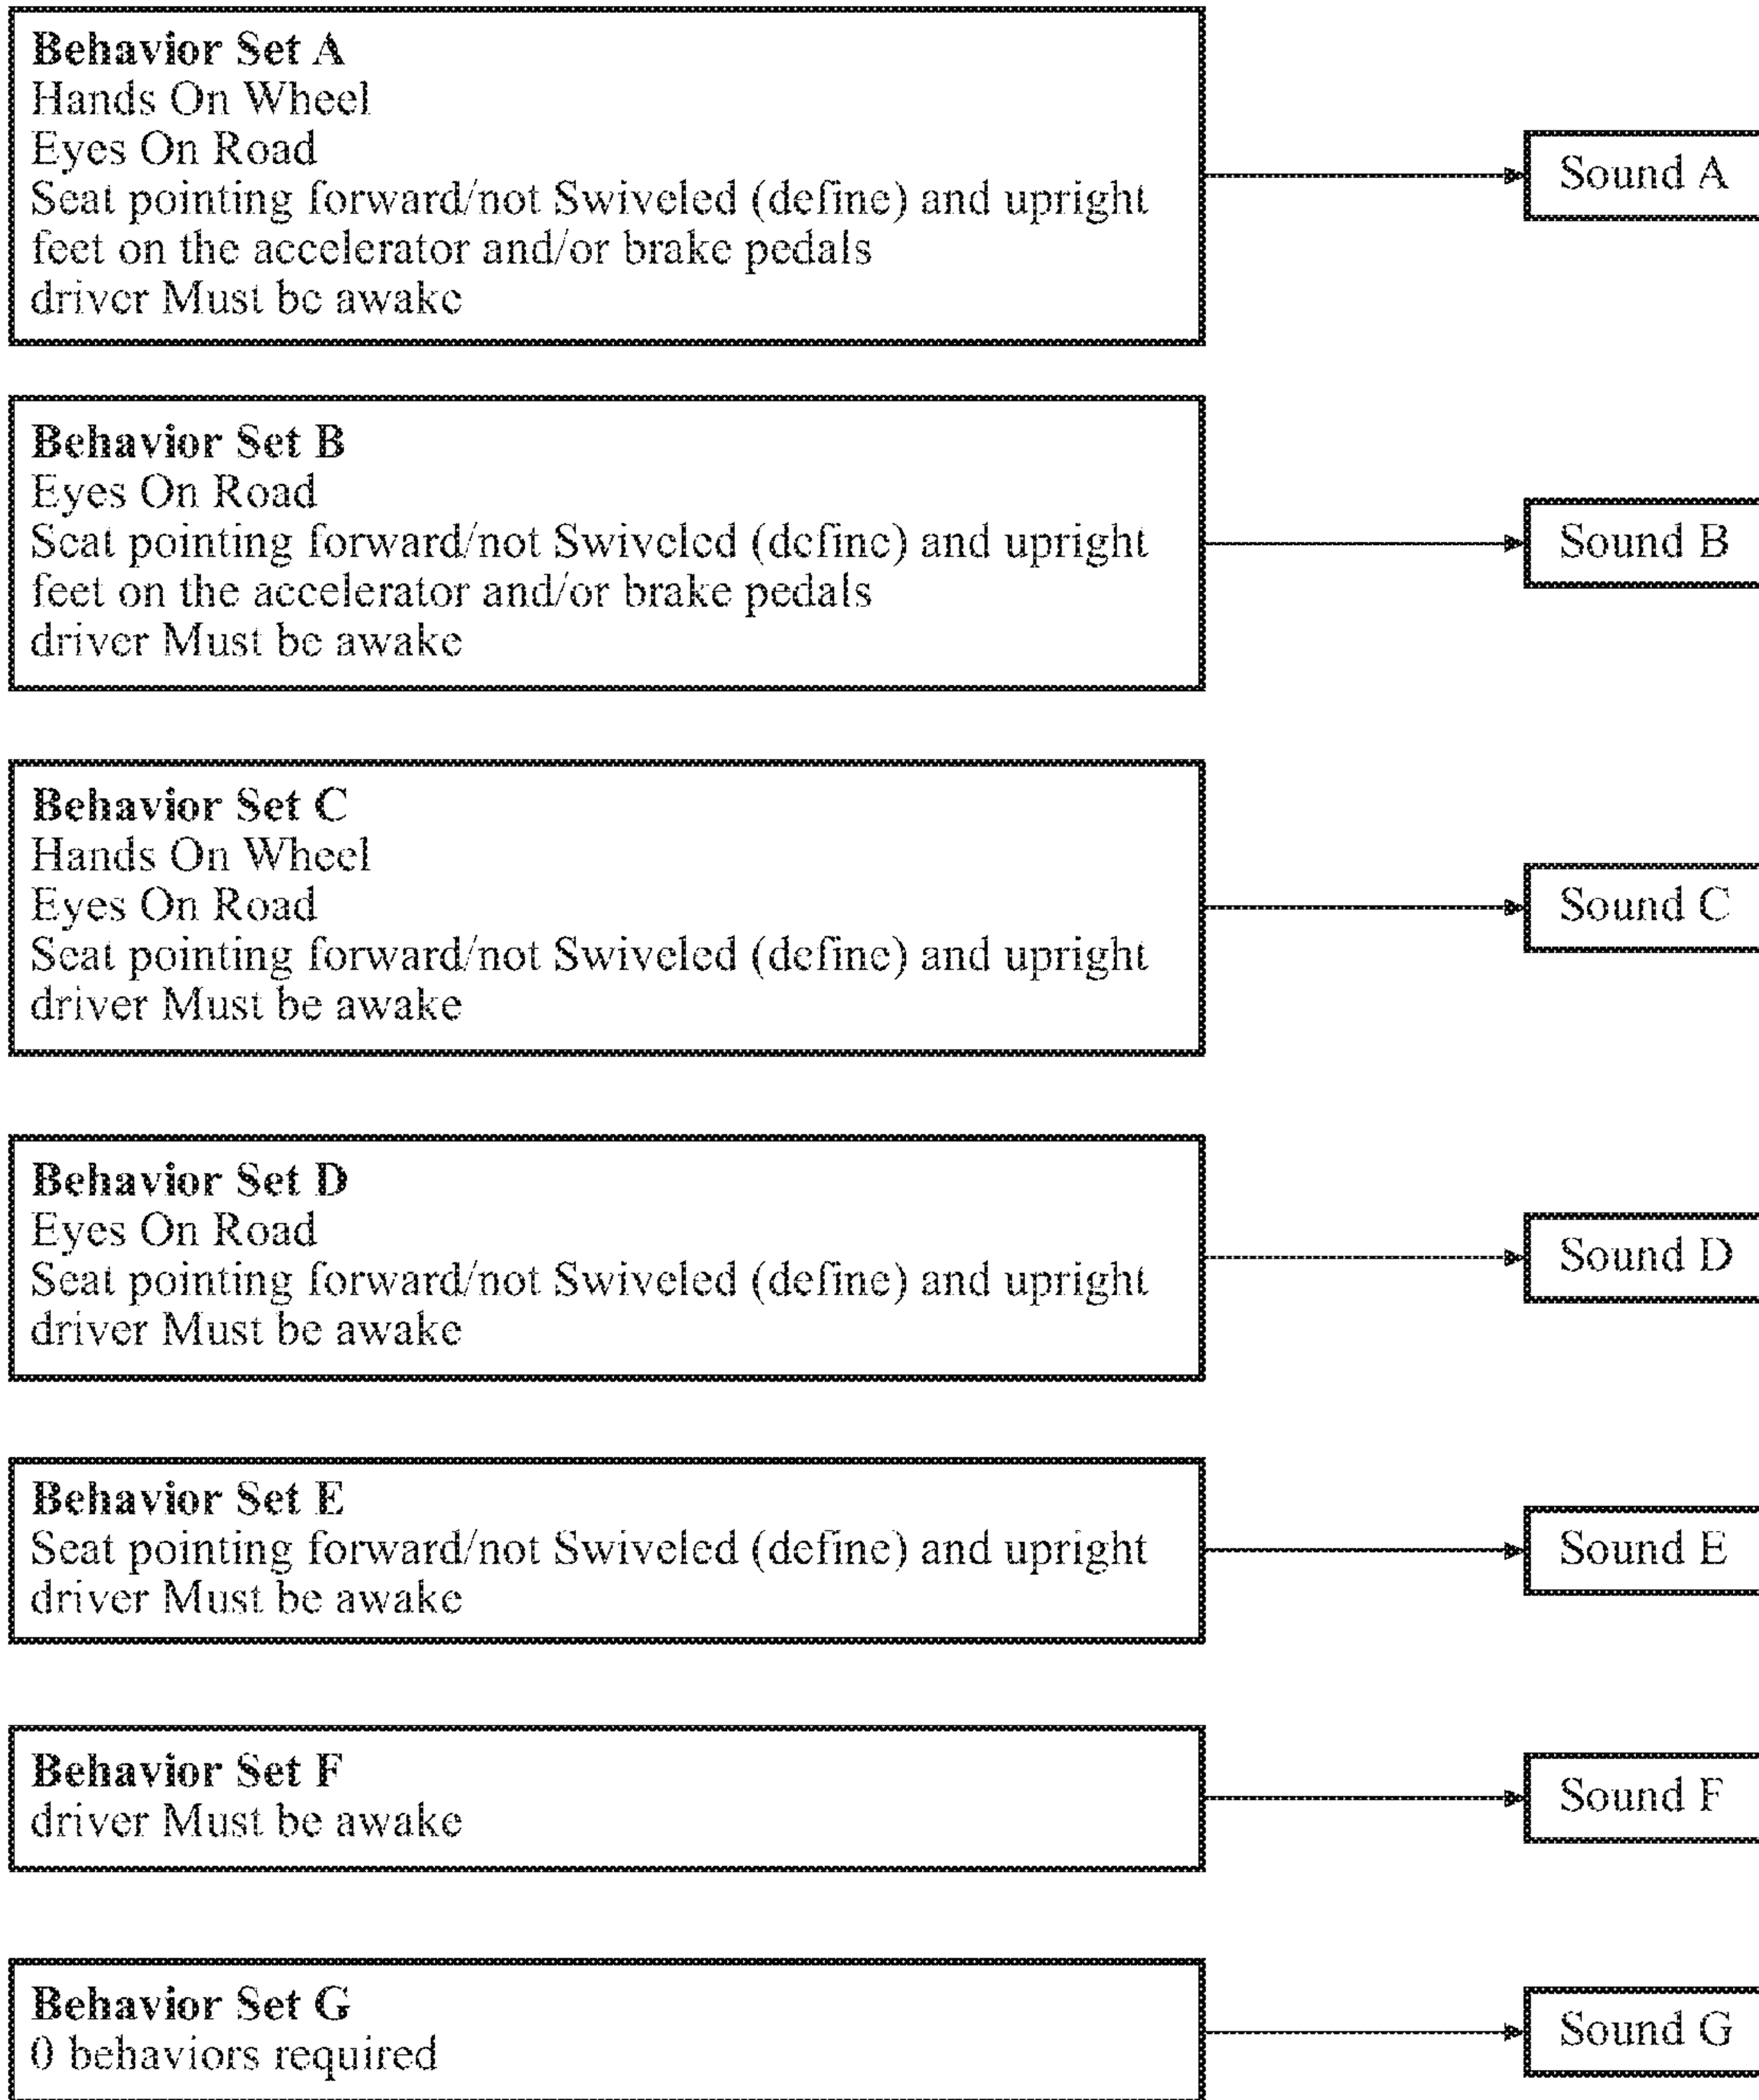 Behavior Set A
Hands On Wheel
Eyes On Road
Seat pointing forward/not Swiveled (define) and upright
feet on the accelerator and/or brake pedals
driver Must be awake
Sound A
Behavior Set B
Eyes On Road
Seat pointing forward/not Swiveled (define) and upright
feet on the accelerator and/or brake pedals
driver Must be awake
Sound B
Behavior Set C
Hands On Wheel
Eyes On Road
Seat pointing forward/not Swiveled (define) and upright
driver Must be awake
Sound C
Behavior Set D
Eyes On Road
Seat pointing forward/not Swiveled (define) and upright
driver Must be awake
Sound D
Behavior Set E
Seat pointing forward/not Swiveled (define) and upright
driver Must be awake
Sound E
Behavior Set F
driver Must be awake
Sound F
Behavior Set G
0 behaviors required
Sound G